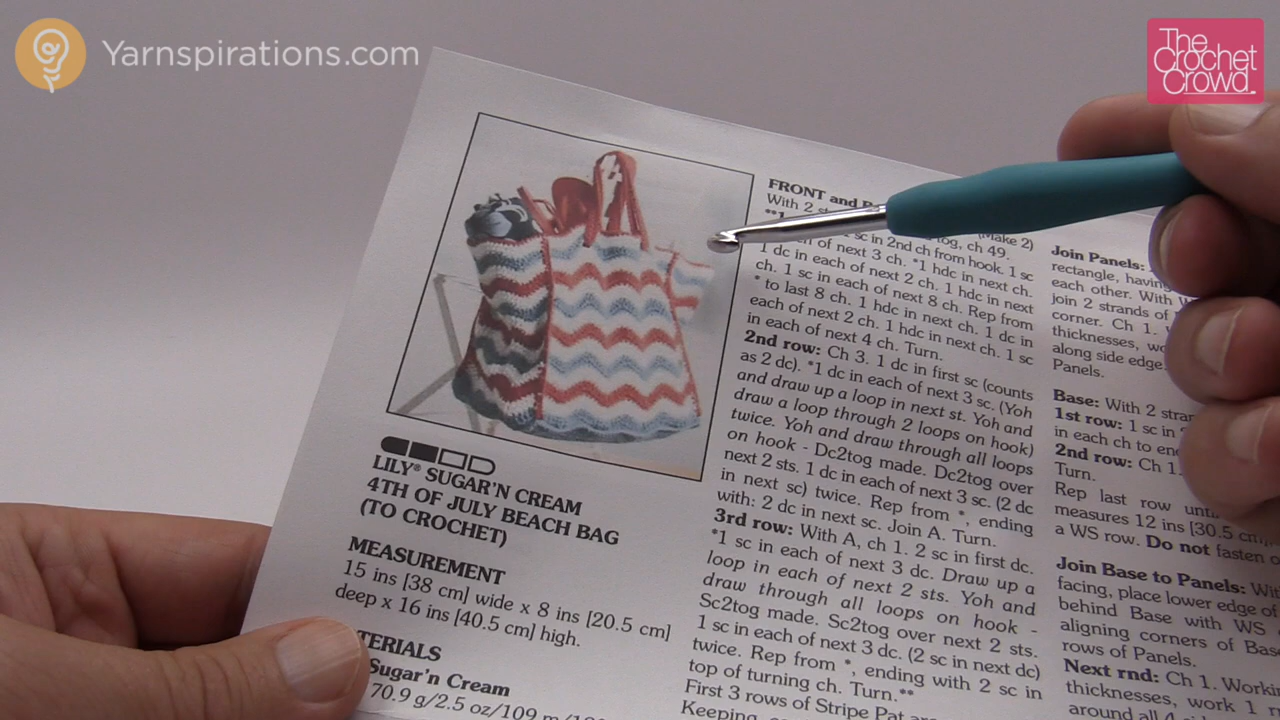 Yarnspirations.com
The
Crochet
Crowd
LILY® SUGAR'N CREAM
4TH OF JULY BEACH BAG
(TO CROCHET)
MEASUREMENT
15 ins [38 cm] wide x 8 ins [20.5 cm]
deep x 16 ins [40.5 cm] high.
Sugar'n Cream
70.9 g/2.5 oz/109 m
FRONT and
With 2 ch 49.
sc in 2nd ch from hook. 1 sc
of next 3 ch. *1 hdc in next ch.
1 dc in each of next 2 ch. 1 hdc in next
ch. 1 sc in each of next 8 ch. Rep from
* to last 8 ch. 1 hdc in next ch. 1 dc in
each of next 2 ch. 1 hdc in next ch. 1 sc
in each of next 4 ch. Turn.
2nd row: Ch 3. 1 dc in first sc (counts
as 2 dc). *1 dc in each of next 3 sc. (Yoh
and draw up a loop in next st. Yoh and
draw a loop through 2 loops on hook)
twice. Yoh and draw through all loops
on hook - Dc2tog made. Dc2tog over
next 2 sts. 1 dc in each of next 3 sc. (2 dc
in next sc) twice. Rep from *, ending
with: 2 dc in next sc. Join A. Turn.
3rd row: With A, ch 1. 2 sc in first dc.
*1 sc in each of next 3 dc. Draw up a
loop in each of next 2 sts. Yoh and
draw through all loops on hook -
Sc2tog made. Sc2tog over next 2 sts.
1 sc in each of next 3 dc. (2 sc in next dc)
twice. Rep from *, ending with 2 sc in
top of turning ch. Turn.**
First 3 rows of Stripe Pat are
Keeping
Join Panels:
rectangle, having
each other. With
join 2 strands of
corner. Ch 1.
thicknesses,
along side edge
Panels.
Base: With 2
1st row: 1 sc in
in each ch to
2nd row: Ch 1.
Turn.
Rep last row
measures 12 ins [30.5 cm]
a WS row. Do not fasten
Join Base to Panels:
facing, place lower edge of
behind Base with WS
aligning corners of
rows of Panels.
Next rnd: Ch 1.
thicknesses, work 1
around all